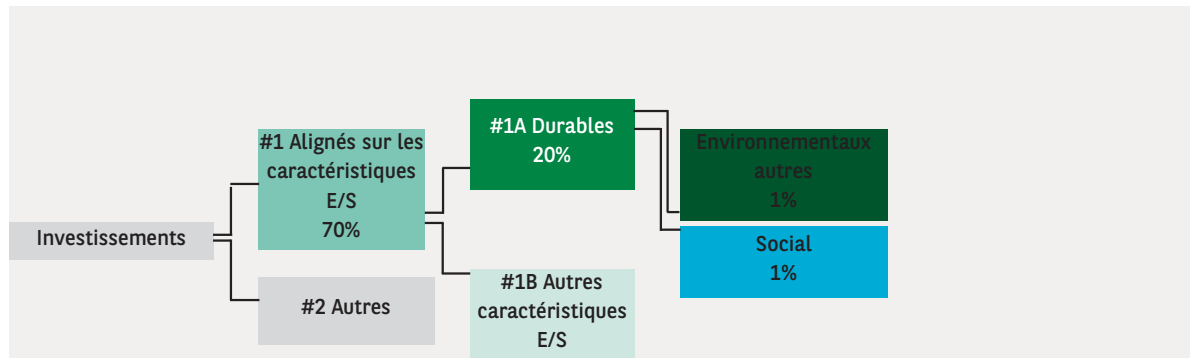 Investissements
#1 Alignés sur les
caractéristiques
E/S
70%
#2 Autres
#1A Durables
20%
#1B Autres
caractéristiques
E/S
Environnementaux
autres
1%
Social
1%